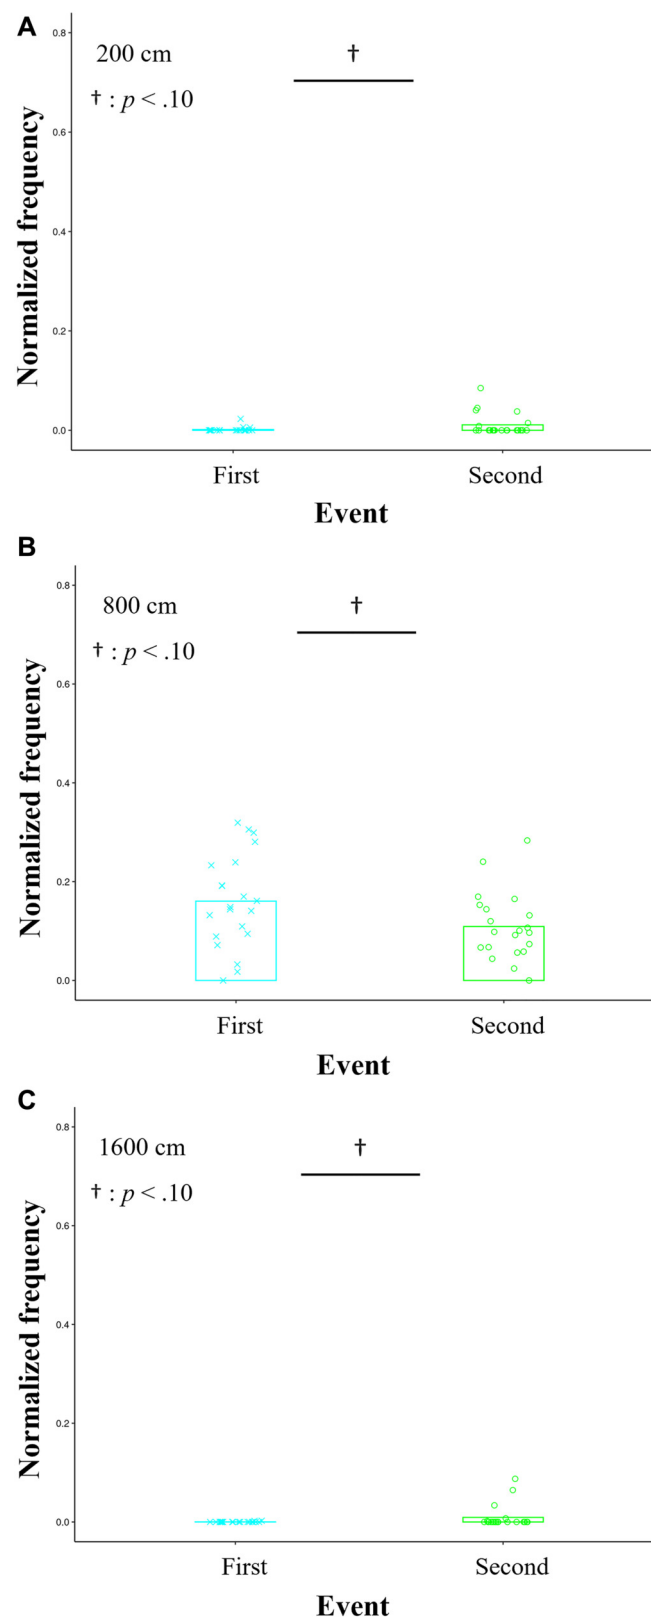 A
0.8
200 cm
†
† : p < .10
0.6
Normalized frequency
0.4
0.2
0.0
First
Second
Event
B
0.8
800 cm
†
† : p < .10
0.6
Normalized frequency
0.4
0.2
0.0
First
Second
Event
C
0.8
1600 cm
†
† : p < .10
0.6
Normalized frequency
0.4
0.2
0.0
First
Second
Event